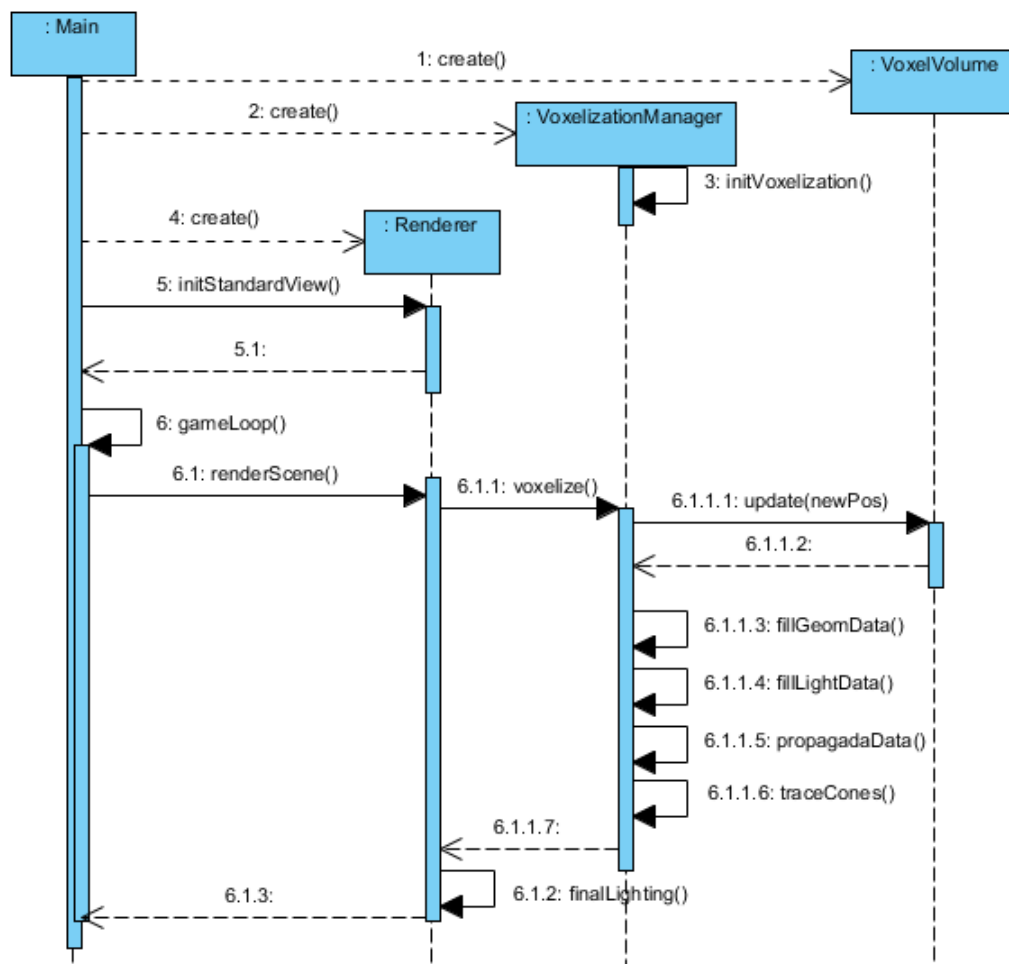 : Main
1: create()
: VoxelVolume
2: create()
: VoxelizationManager
3: initVoxelization()
4: create()
: Renderer
5: initStandardView()
5.1:
6: gameLoop()
6.1: renderScene()
6.1.1: voxelize()
6.1.1.1: update(newPos)
6.1.1.2:
6.1.1.3: fillGeomData()
6.1.1.4: fillLightData()
6.1.1.5: propagadaData()
6.1.1.6: traceCones()
6.1.1.7:
6.1.2: finalLighting()
6.1.3: